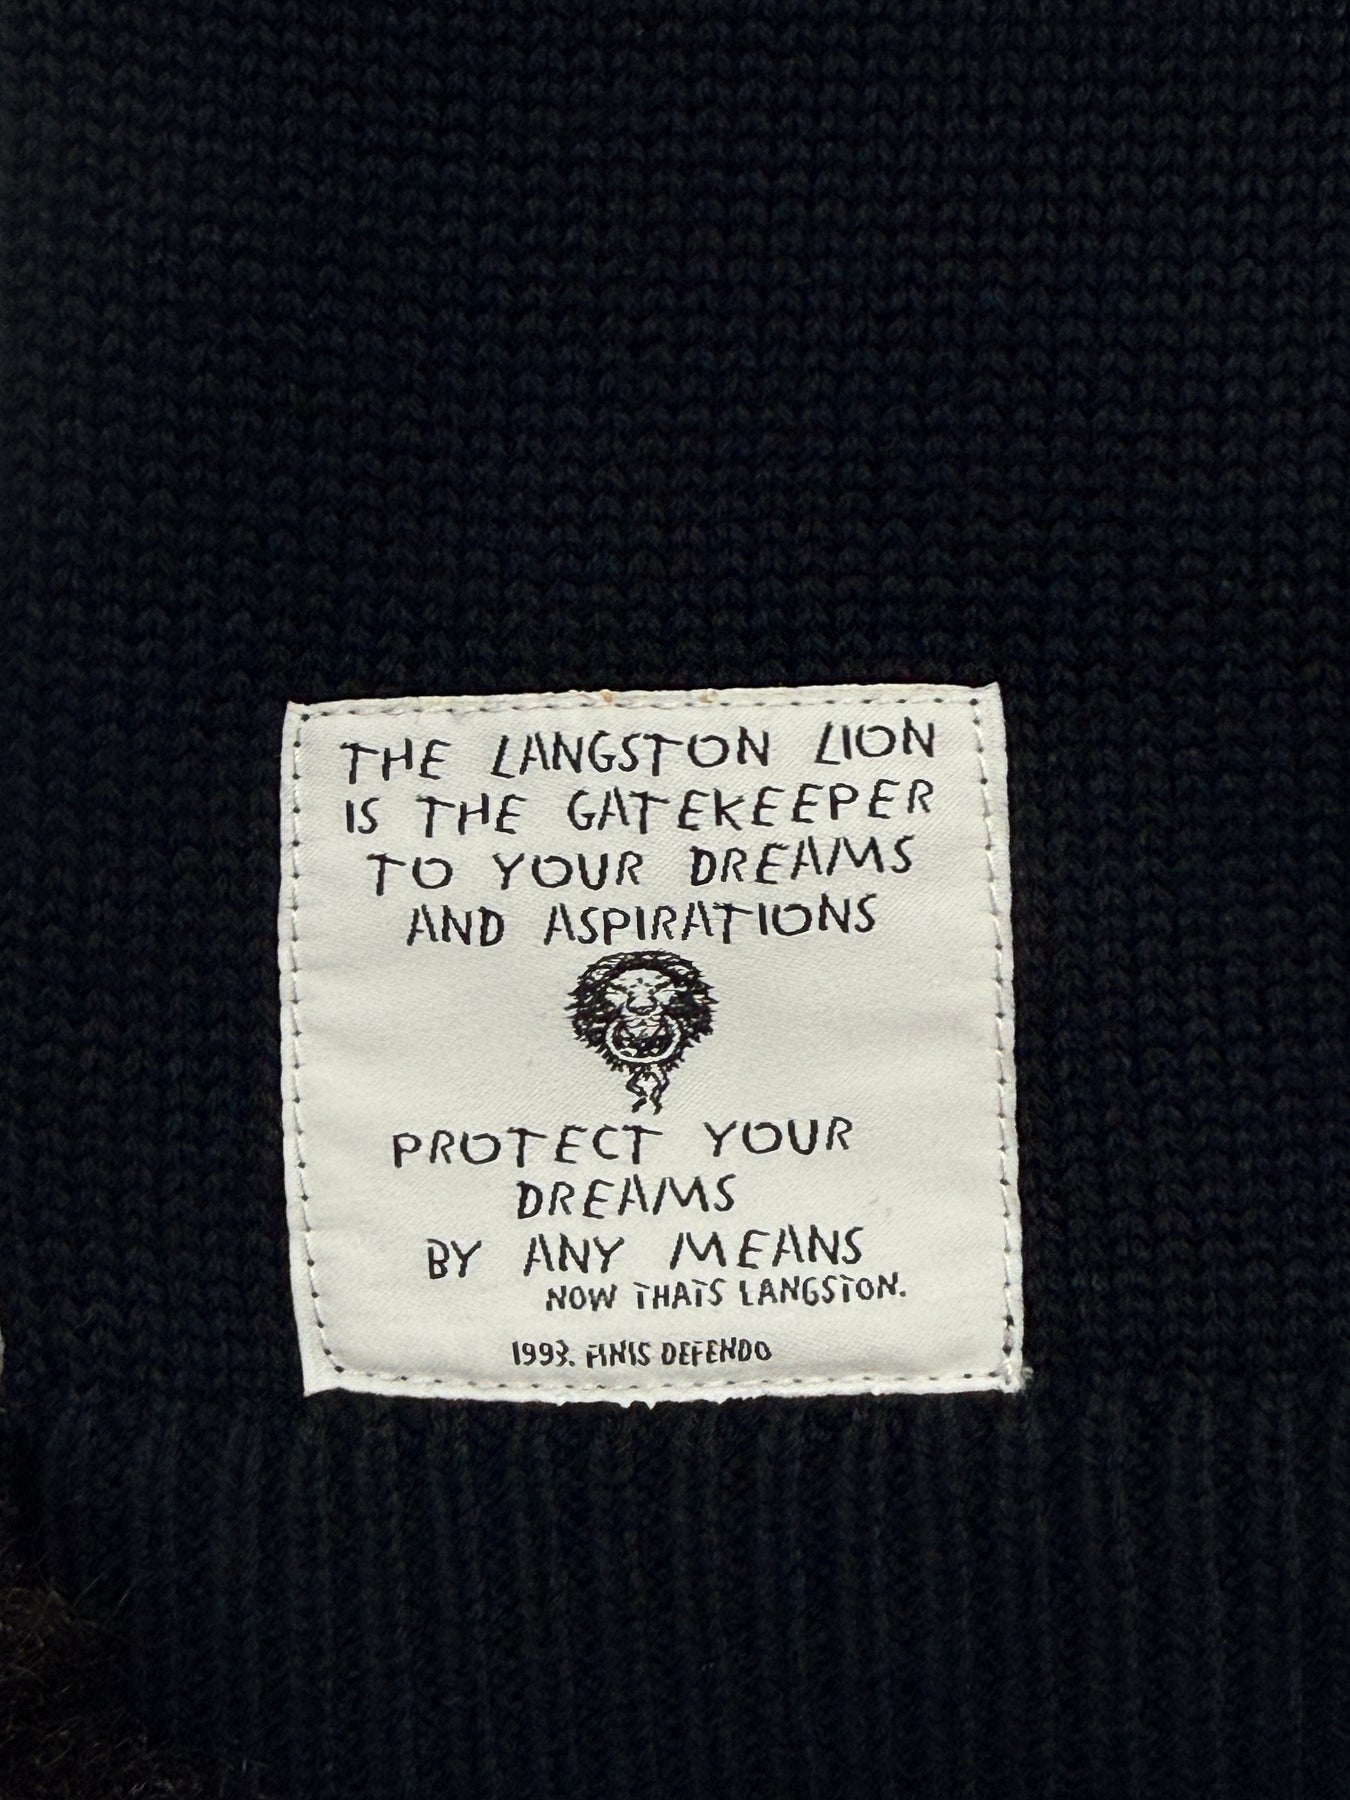 THE LANGSTON LION
IS THE GATEKEEPER
TO YOUR DREAMS
AND ASPIRATIONS
PROTECT YOUR
DREAMS
BY ANY MEANS
NOW THATS LANGSTON.
1993. FINIS DEFENDO